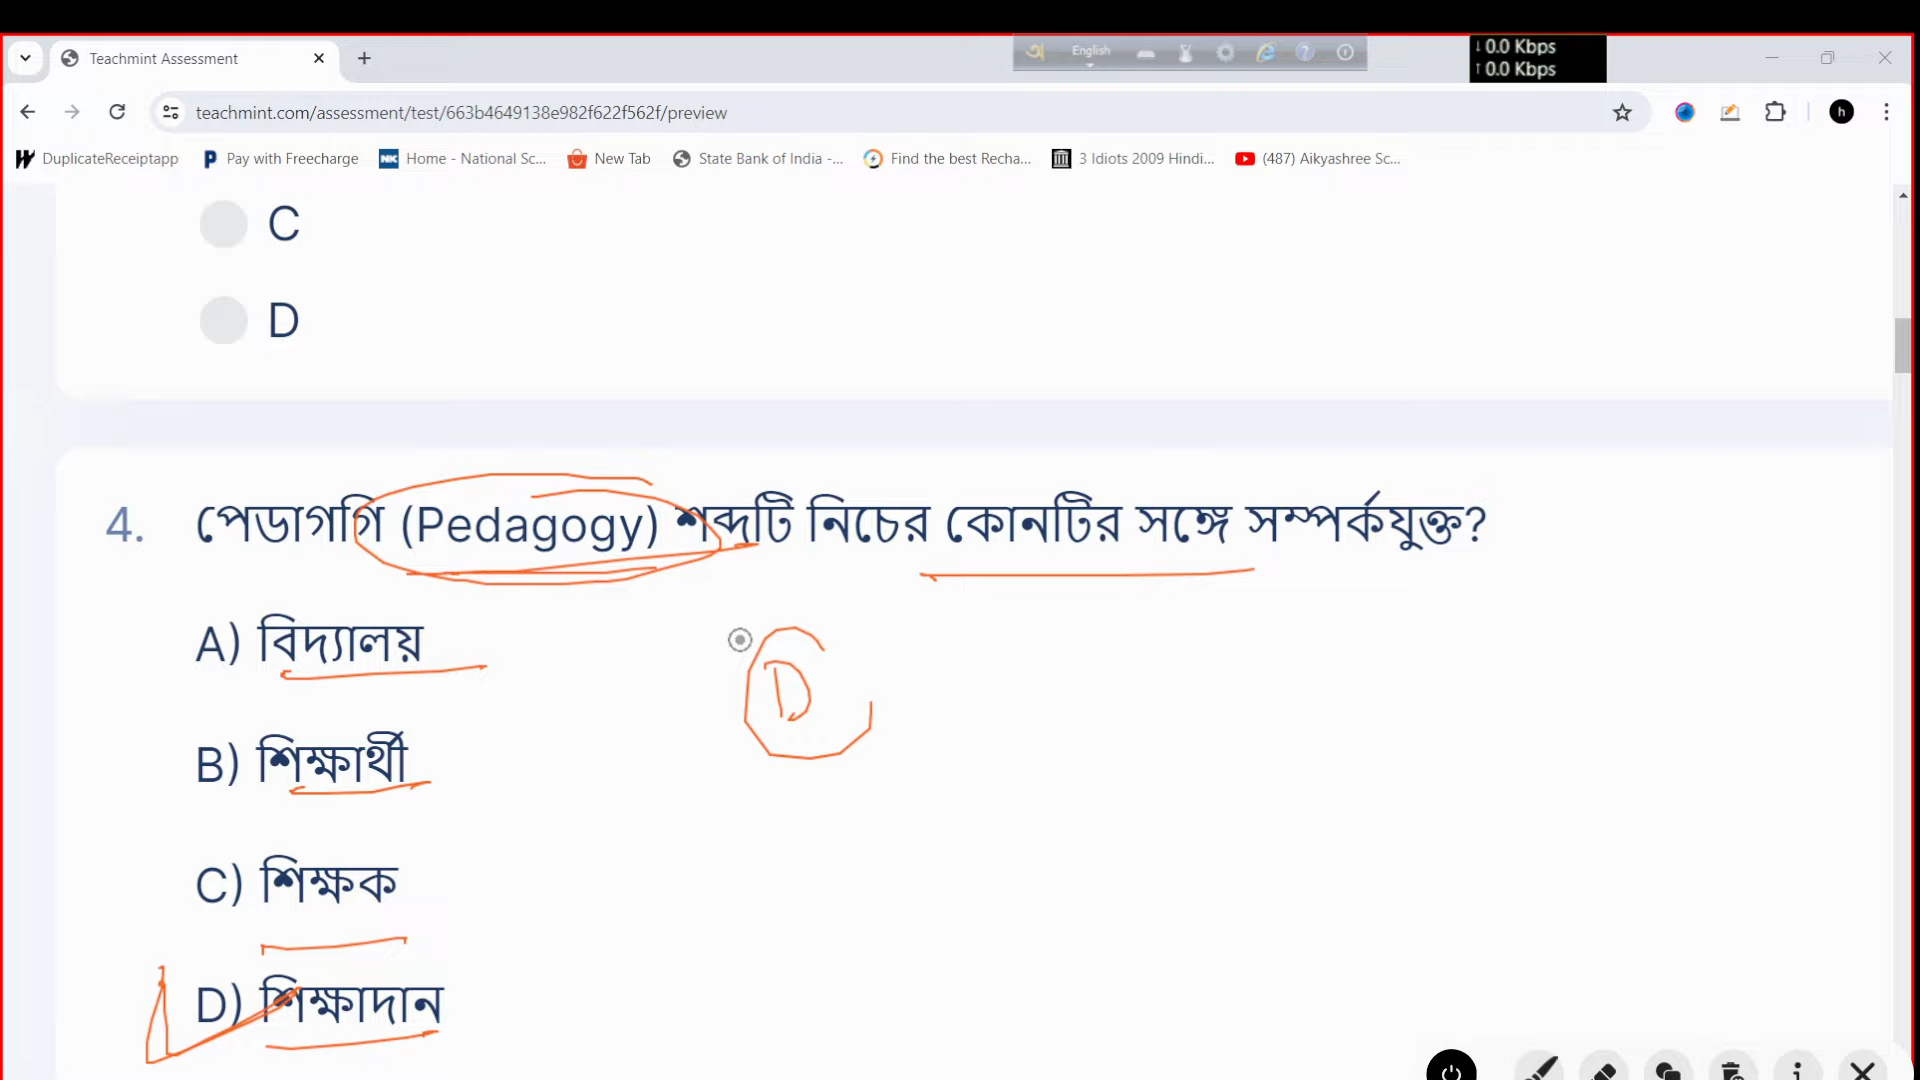 Teachmint Assessment
English
↓ 0.0 Kbps
↑ 0.0 Kbps
teachmint.com/assessment/test/663b4649138e982f622f562f/preview
h
DuplicateReceiptapp
Pay with Freecharge
Home - National Sc...
New Tab
State Bank of India -...
Find the best Recha...
3 Idiots 2009 Hindi...
(487) Aikyashree Sc...
C
D
4. পেডাগগি (Pedagogy) শব্দটি নিচের কোনটির সঙ্গে সম্পর্কযুক্ত?
A) বিদ্যালয়
D
B) শিক্ষার্থী
C) শিক্ষক
D) শিক্ষাদান